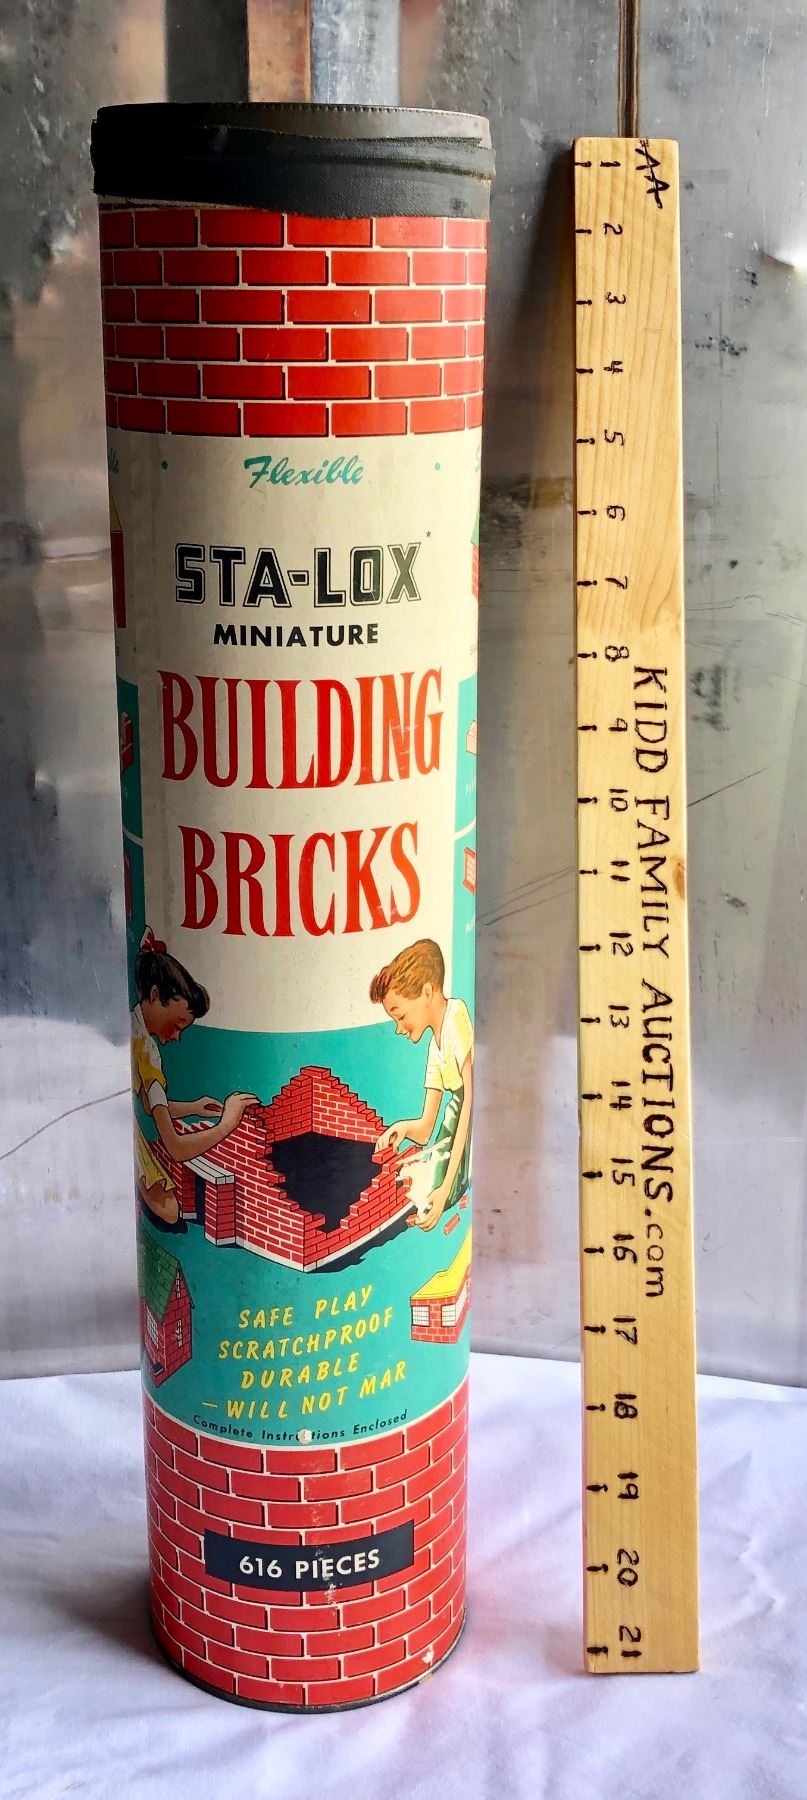 Flexible
STA-LOX*
MINIATURE
BUILDING
BRICKS
SAFE PLAY
SCRATCHPROOF
DURABLE
—WILL NOT MAR
Complete Instructions Enclosed
616 PIECES
AA
1
2
3
4
5
6
7
8
9
10
11
12
13
14
15
16
17
18
19
20
21
KIDD FAMILY AUCTIONS.com